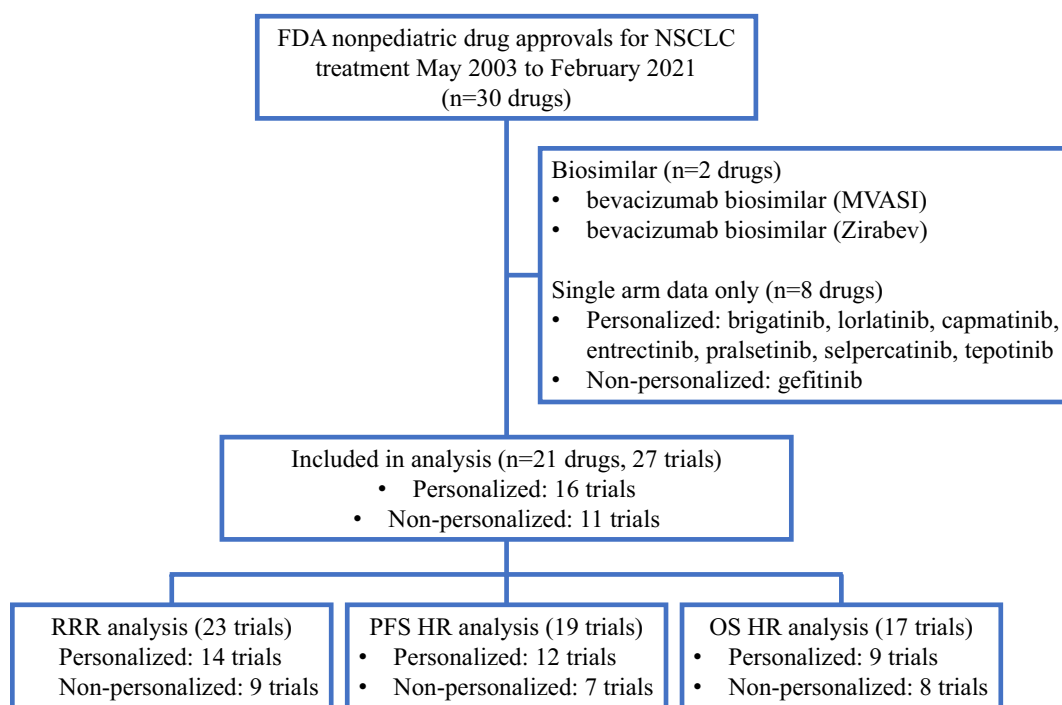 FDA nonpediatric drug approvals for NSCLC
treatment May 2003 to February 2021
(n=30 drugs)
Biosimilar (n=2 drugs)
• bevacizumab biosimilar (MVASI)
• bevacizumab biosimilar (Zirabev)
Single arm data only (n=8 drugs)
• Personalized: brigatinib, lorlatinib, capmatinib,
entrectinib, pralsetinib, selpercatinib, tepotinib
• Non-personalized: gefitinib
Included in analysis (n=21 drugs, 27 trials)
• Personalized: 16 trials
• Non-personalized: 11 trials
RRR analysis (23 trials)
Personalized: 14 trials
Non-personalized: 9 trials
PFS HR analysis (19 trials)
• Personalized: 12 trials
• Non-personalized: 7 trials
OS HR analysis (17 trials)
• Personalized: 9 trials
• Non-personalized: 8 trials